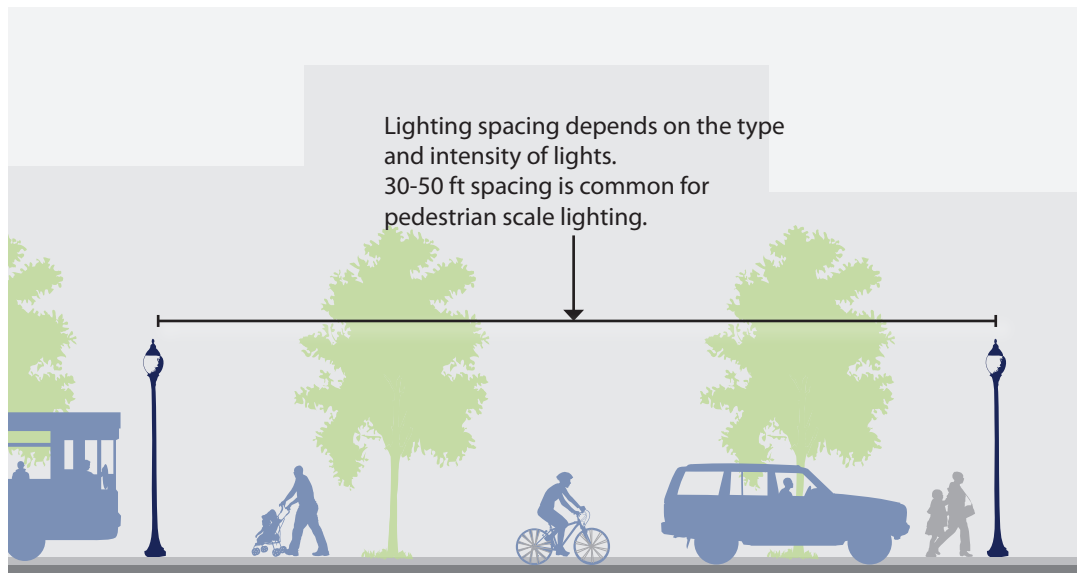 Lighting spacing depends on the type
and intensity of lights.
30-50 ft spacing is common for
pedestrian scale lighting.